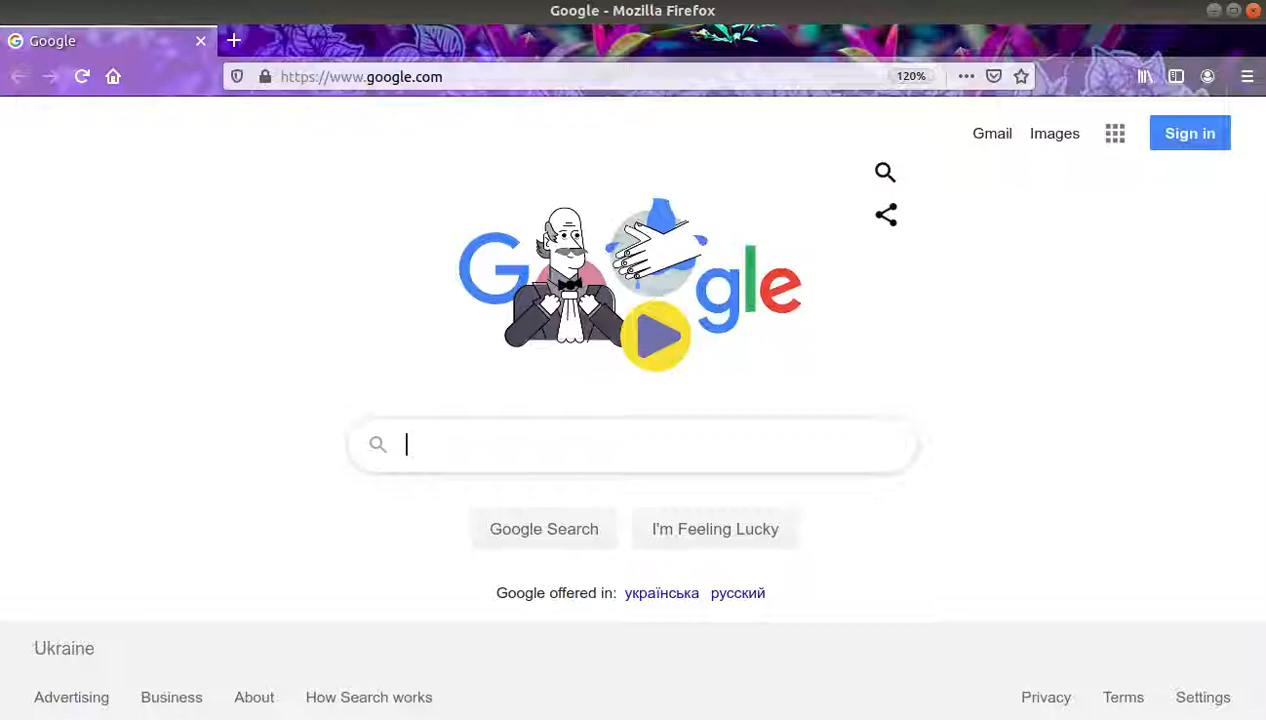 Google - Mozilla Firefox
Google
https://www.google.com 120%
Gmail Images Sign in
Google
Google Search I'm Feeling Lucky
Google offered in: українська русский
Ukraine
Advertising Business About How Search works Privacy Terms Settings